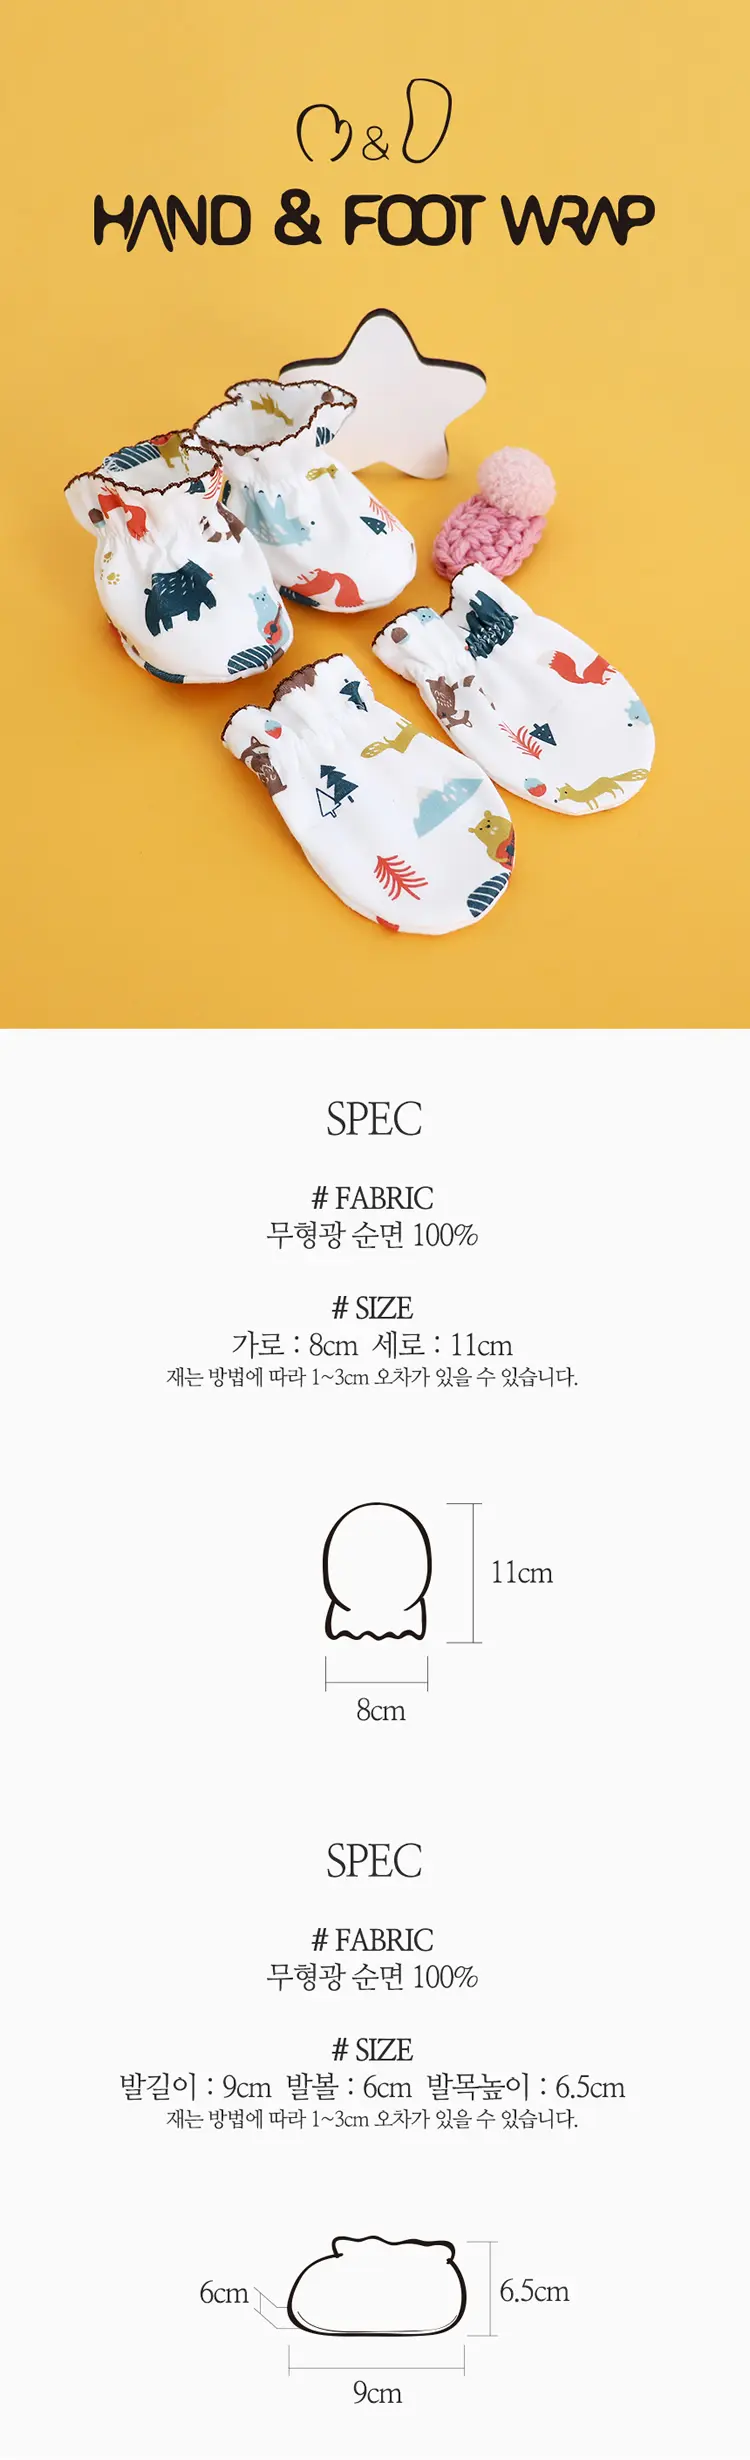 &
HAND & FOOT WRAP
SPEC
# FABRIC
무형광 순면 100%
# SIZE
가로 : 8cm 세로 : 11cm
재는 방법에 따라 1~3cm 오차가 있을 수 있습니다.
11cm
8cm
SPEC
# FABRIC
무형광 순면 100%
# SIZE
발길이 : 9cm 발볼 : 6cm 발목높이 : 6.5cm
재는 방법에 따라 1~3cm 오차가 있을 수 있습니다.
6cm
6.5cm
9cm